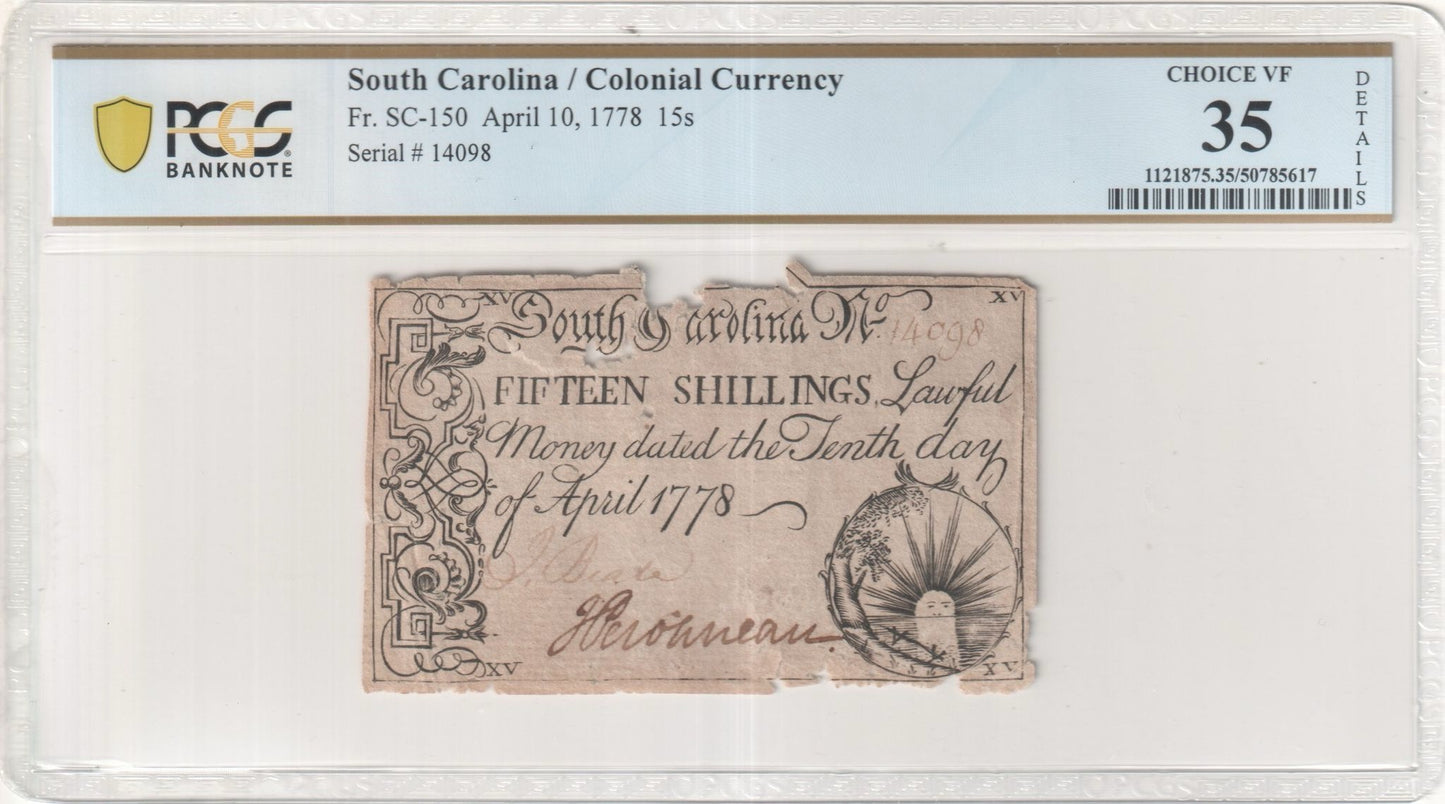 South Carolina / Colonial Currency
Fr. SC-150 April 10, 1778 15s
Serial # 14098
PCGS
BANKNOTE
CHOICE VF
35
DETAILS
1121875.35/50785617
XV XV
South Carolina No. 14098
FIFTEEN SHILLINGS, Lawful
Money dated the Tenth day
of April 1778
XV XV